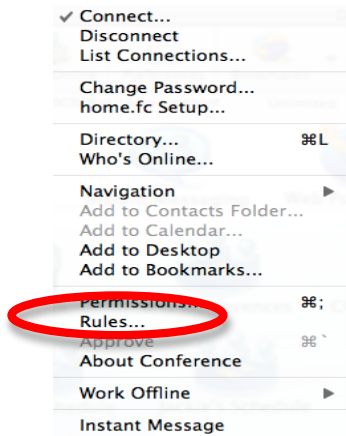 ✓ Connect...
Disconnect
List Connections...
Change Password...
home.fc Setup...
Directory... ⌘L
Who's Online...
Navigation ▶
Add to Contacts Folder...
Add to Calendar...
Add to Desktop
Add to Bookmarks...
Permissions... ⌘;
Rules...
Approve ⌘`
About Conference
Work Offline ▶
Instant Message